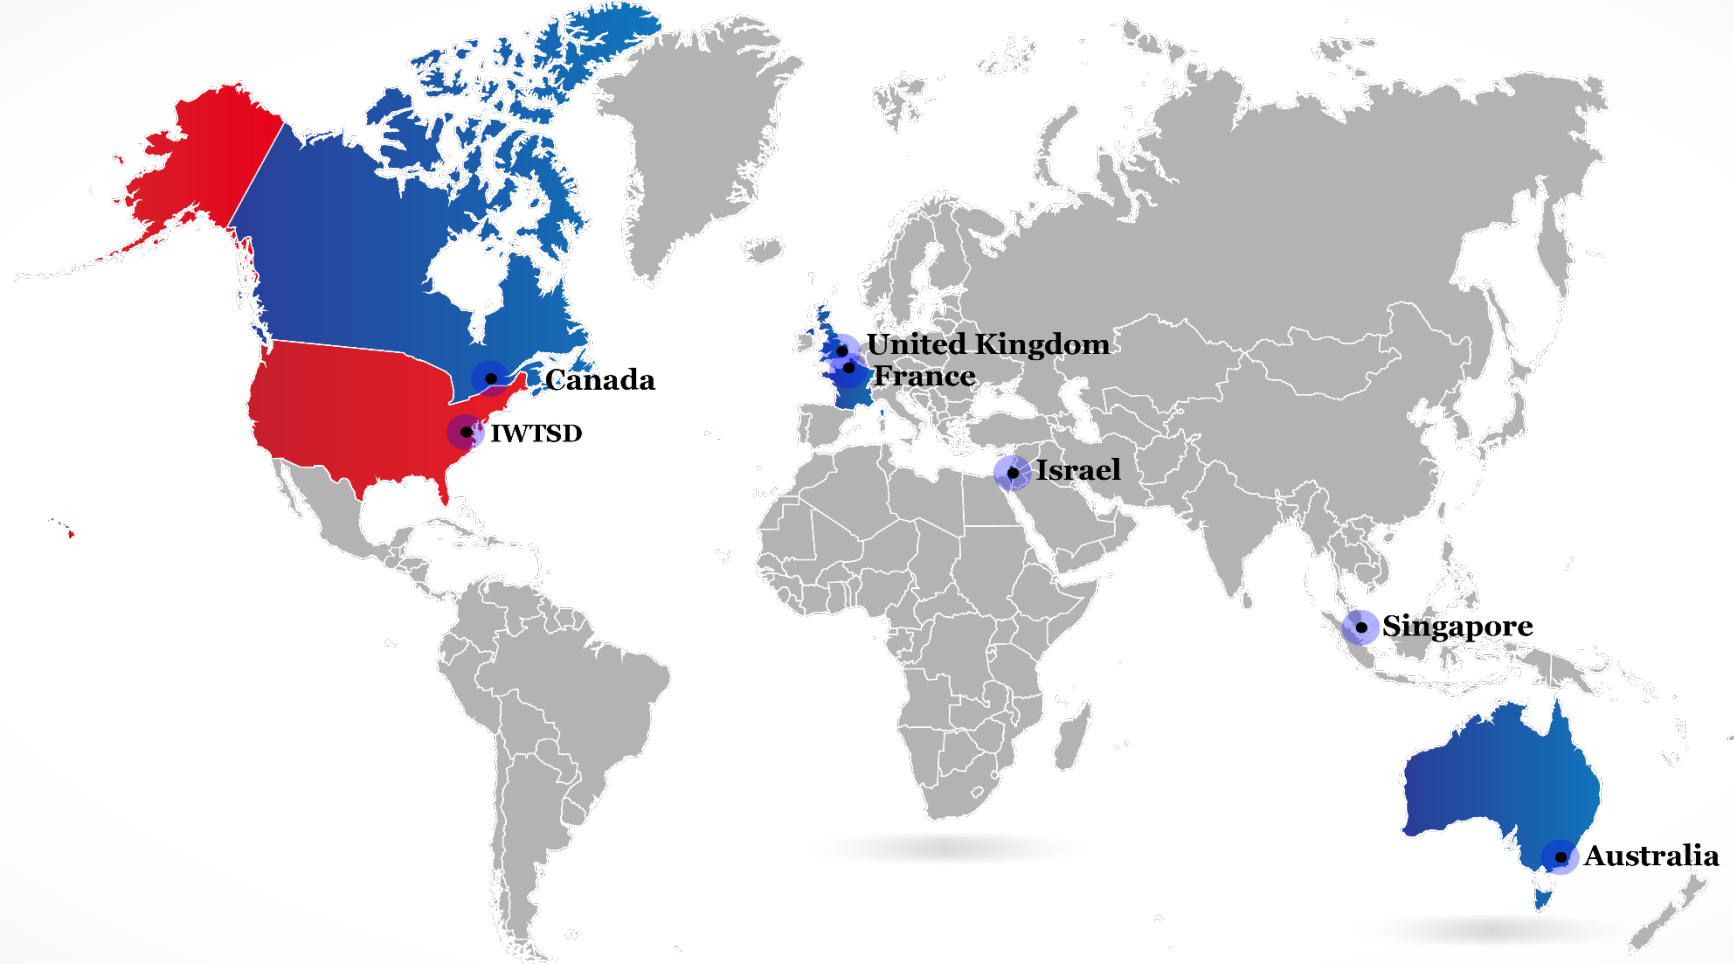 United Kingdom
France
Canada
IWTSD
Israel
Singapore
Australia